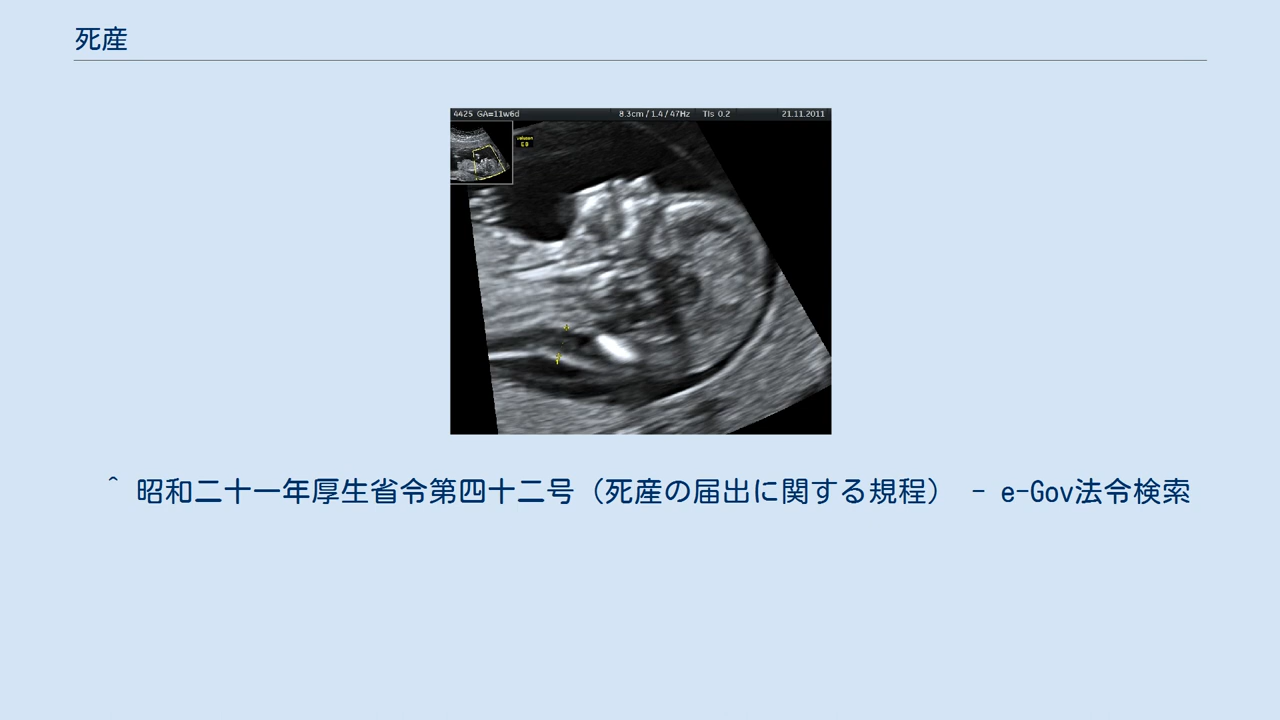 死産
4425 GA=11w6d 8.3cm / 1.4 / 47Hz TIs 0.2 21.11.2011
^ 昭和二十一年厚生省令第四十二号（死産の届出に関する規程） - e-Gov法令検索